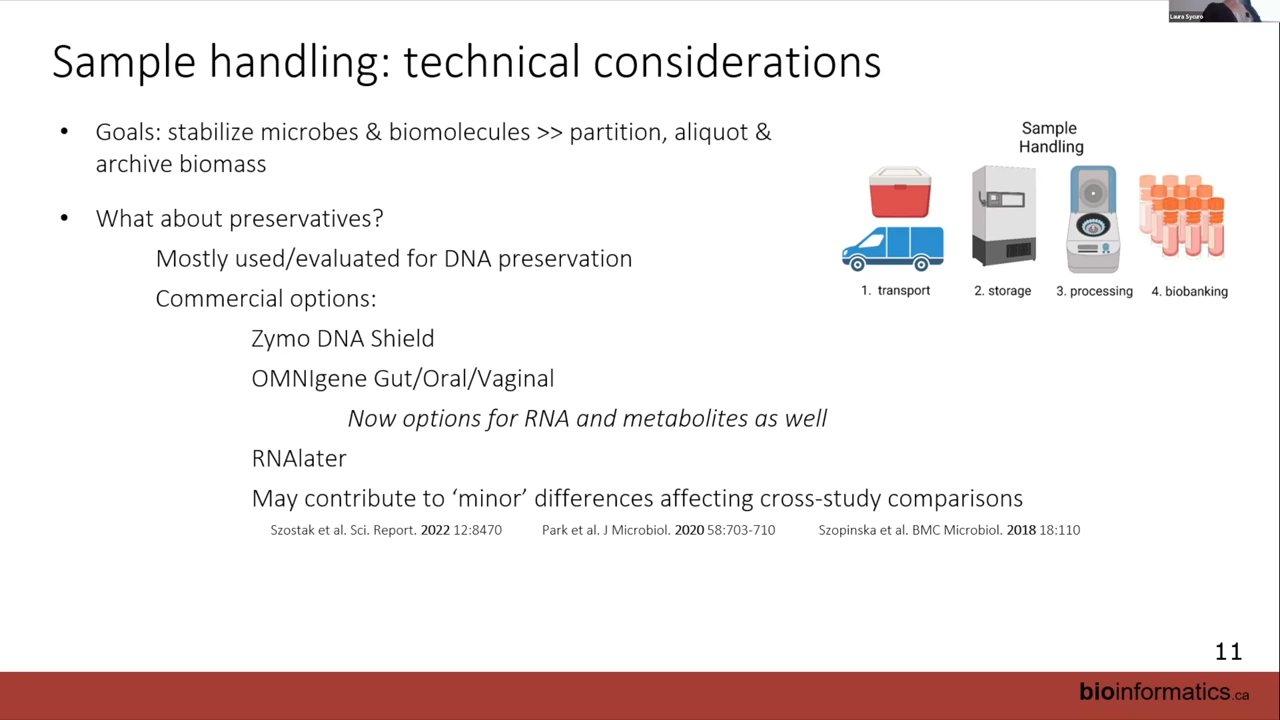 Laura Sycuro
Sample handling: technical considerations
• Goals: stabilize microbes & biomolecules >> partition, aliquot &
archive biomass
• What about preservatives?
Mostly used/evaluated for DNA preservation
Commercial options:
Zymo DNA Shield
OMNIgene Gut/Oral/Vaginal
Now options for RNA and metabolites as well
RNAlater
May contribute to ‘minor’ differences affecting cross-study comparisons
Szostak et al. Sci. Report. 2022 12:8470
Park et al. J Microbiol. 2020 58:703-710
Szopinska et al. BMC Microbiol. 2018 18:110
Sample
Handling
1. transport
2. storage
3. processing
4. biobanking
11
bioinformatics.ca